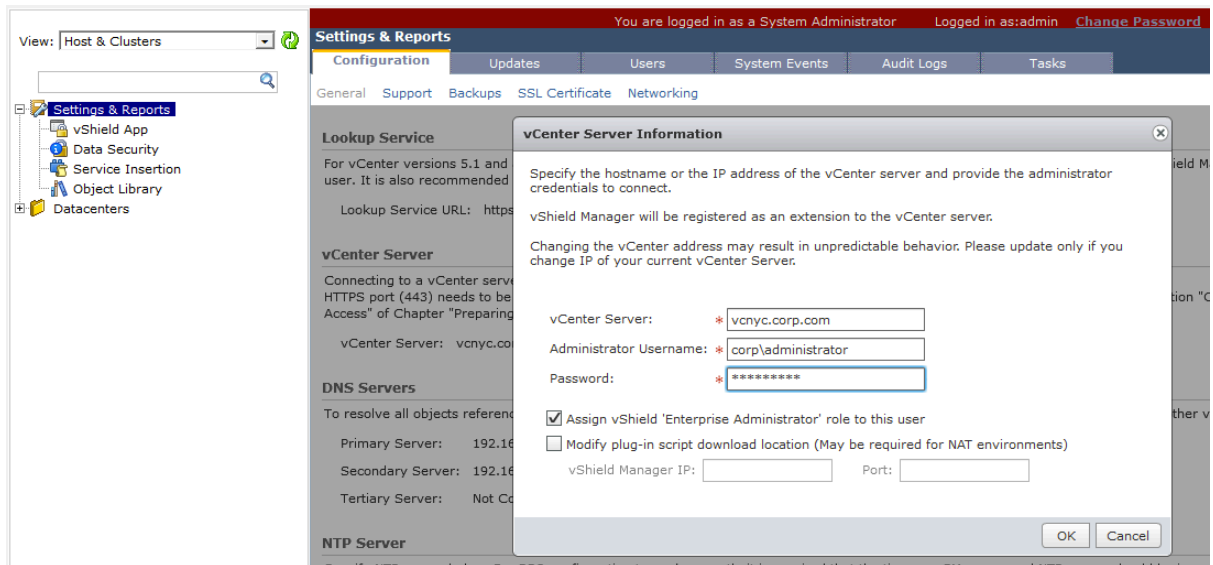 You are logged in as a System Administrator Logged in as:admin Change Password
View: Host & Clusters
Settings & Reports
vShield App
Data Security
Service Insertion
Object Library
Datacenters
Settings & Reports
Configuration Updates Users System Events Audit Logs Tasks
General Support Backups SSL Certificate Networking
Lookup Service
For vCenter versions 5.1 and
user. It is also recommended
Lookup Service URL: https
vCenter Server
Connecting to a vCenter serve
HTTPS port (443) needs to be
Access" of Chapter "Preparing
vCenter Server: vcnyc.co
DNS Servers
To resolve all objects referenc
Primary Server: 192.16
Secondary Server: 192.16
Tertiary Server: Not Co
NTP Server
vCenter Server Information
Specify the hostname or the IP address of the vCenter server and provide the administrator
credentials to connect.
vShield Manager will be registered as an extension to the vCenter server.
Changing the vCenter address may result in unpredictable behavior. Please update only if you
change IP of your current vCenter Server.
vCenter Server: * vcnyc.corp.com
Administrator Username: * corp\administrator
Password: * *********
Assign vShield 'Enterprise Administrator' role to this user
Modify plug-in script download location (May be required for NAT environments)
vShield Manager IP: Port:
OK Cancel
ield M
tion "C
ther v